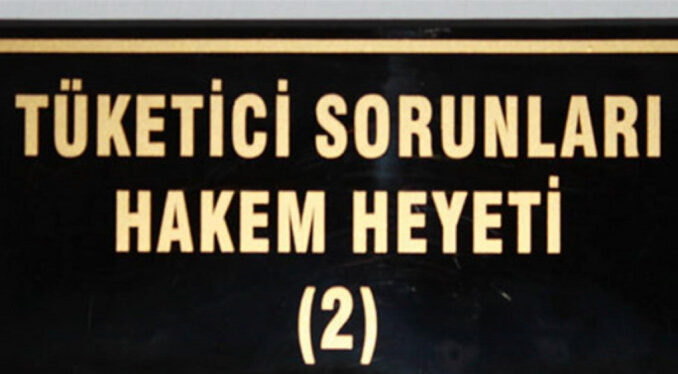 TÜKETİCİ SORUNLARI
HAKEM HEYETİ
(2)